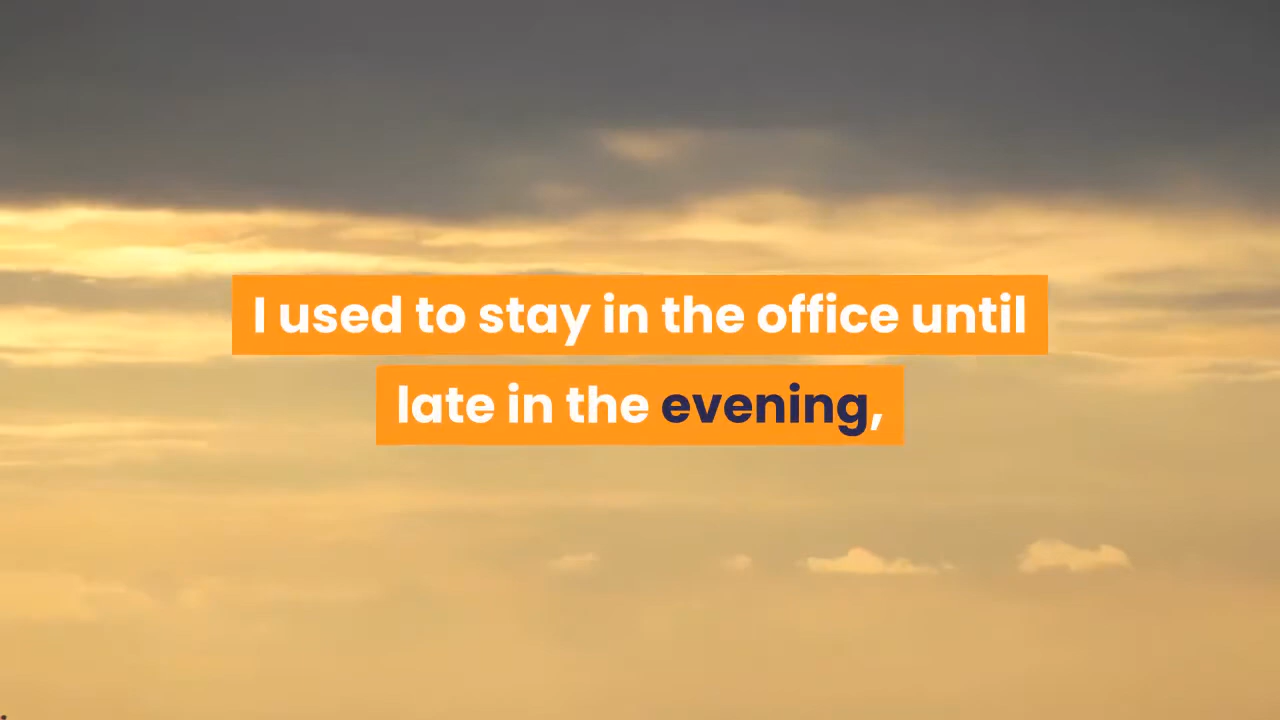 I used to stay in the office until
late in the evening,